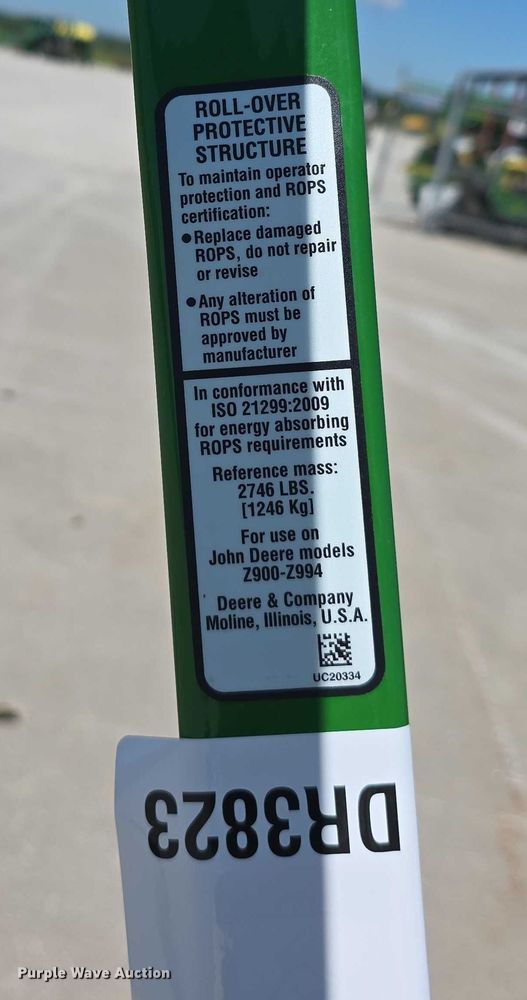 ROLL-OVER
PROTECTIVE
STRUCTURE
To maintain operator
protection and ROPS
certification:
●Replace damaged
ROPS, do not repair
or revise
●Any alteration of
ROPS must be
approved by
manufacturer
In conformance with
ISO 21299:2009
for energy absorbing
ROPS requirements
Reference mass:
2746 LBS.
[1246 Kg]
For use on
John Deere models
Z900-Z994
Deere & Company
Moline, Illinois, U.S.A.
UC20334
DR3823
Purple Wave Auction